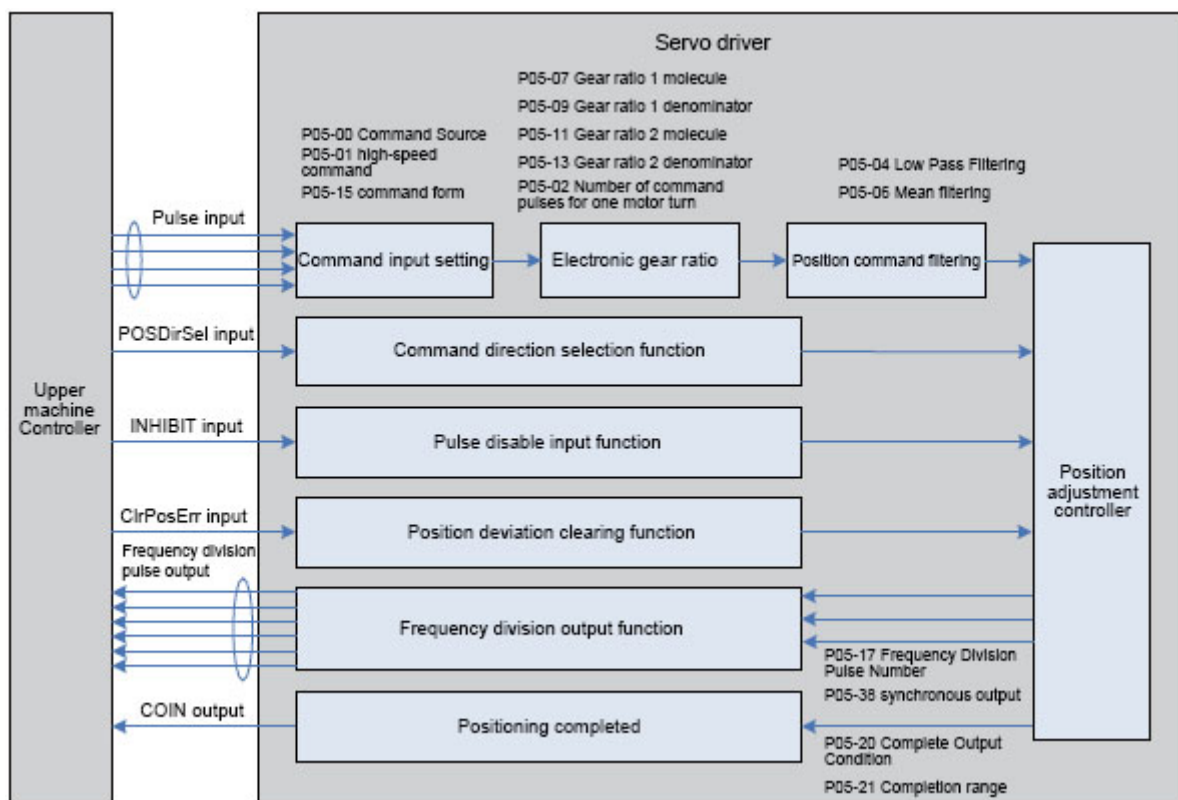 Servo driver
P05-07 Gear ratio 1 molecule
P05-09 Gear ratio 1 denominator
P05-00 Command Source
P05-01 high-speed
command
P05-15 command form
P05-11 Gear ratio 2 molecule
P05-13 Gear ratio 2 denominator
P05-02 Number of command
pulses for one motor turn
P05-04 Low Pass Filtering
P05-06 Mean filtering
Pulse input
Command input setting
Electronic gear ratio
Position command filtering
POSDirSel input
Command direction selection function
Upper
machine
Controller
INHIBIT input
Pulse disable input function
Position
adjustment
controller
ClrPosErr input
Position deviation clearing function
Frequency division
pulse output
Frequency division output function
P05-17 Frequency Division
Pulse Number
P05-38 synchronous output
COIN output
Positioning completed
P05-20 Complete Output
Condition
P05-21 Completion range